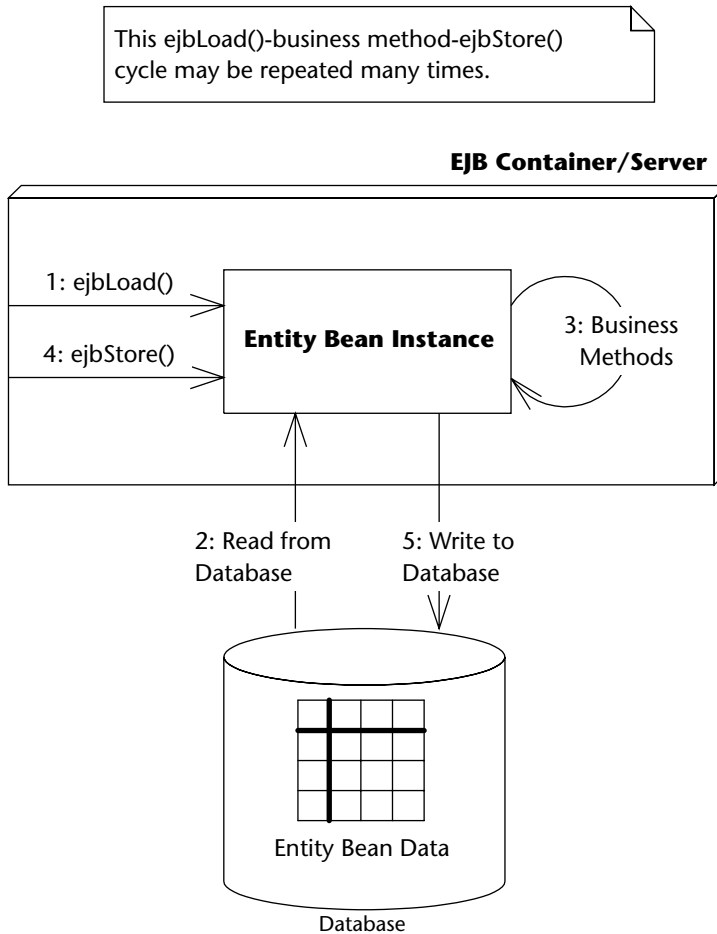 This ejbLoad()-business method-ejbStore()
cycle may be repeated many times.
EJB Container/Server
1: ejbLoad()
4: ejbStore()
Entity Bean Instance
3: Business
Methods
2: Read from
Database
5: Write to
Database
Entity Bean Data
Database